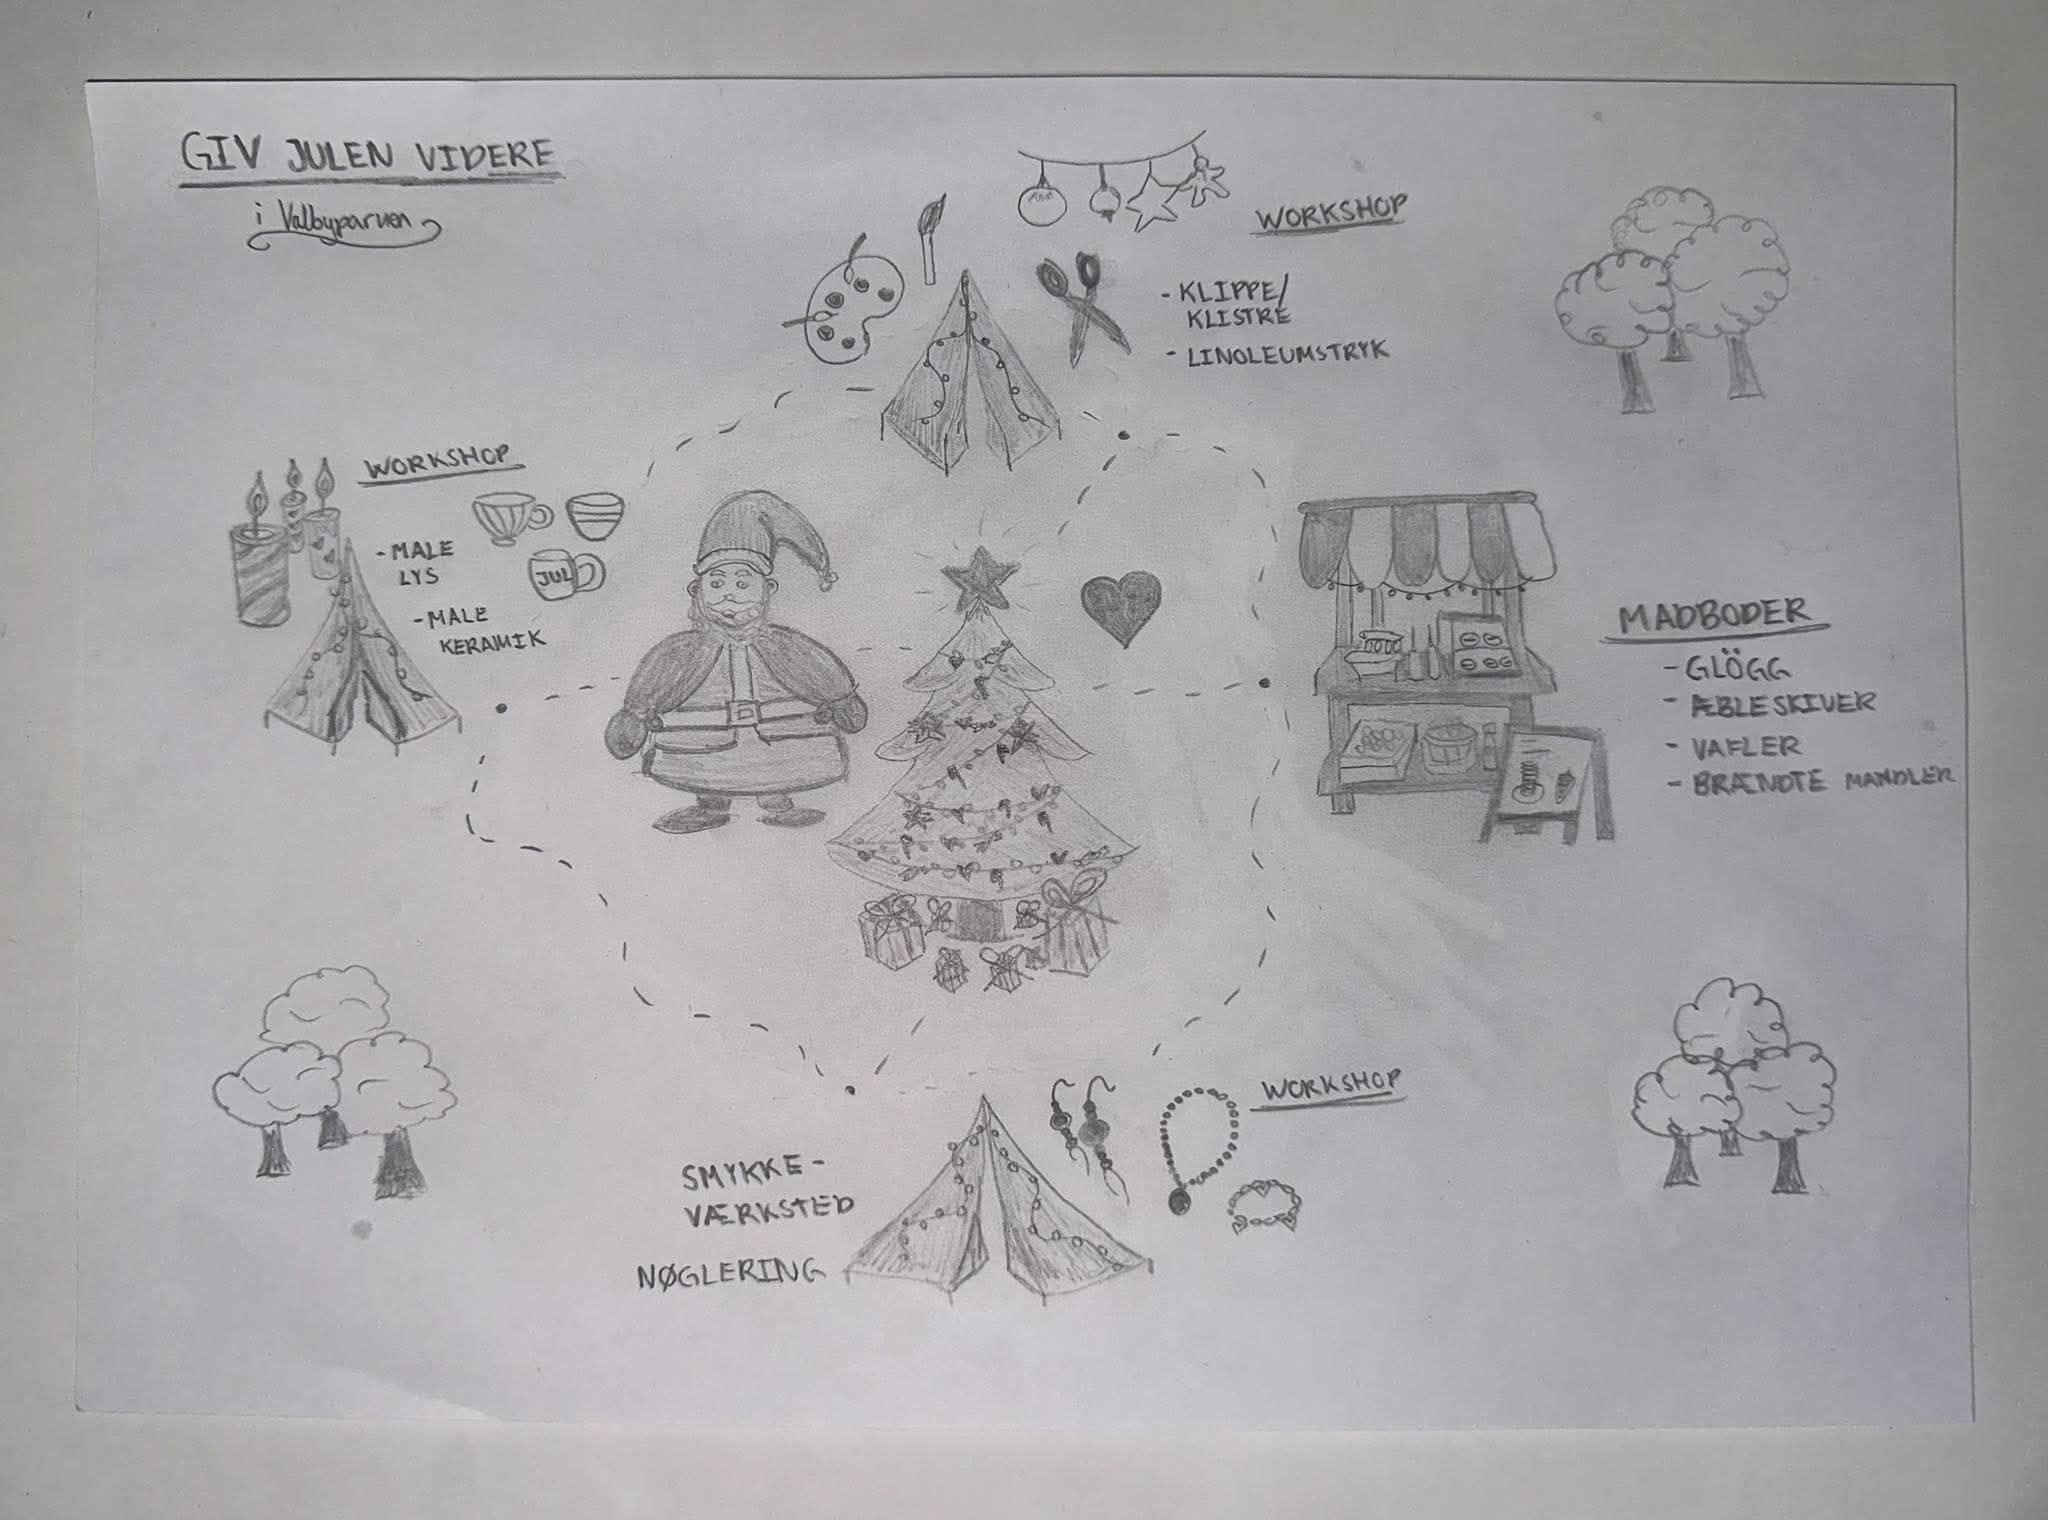 GIV JULEN VIDERE
i Valbyparken
WORKSHOP
- KLIPPE/
KLISTRE
- LINOLEUMSTRYK
WORKSHOP
- MALE
LYS
- MALE
KERAMIK
JUL
MADBODER
- GLÖGG
- ÆBLESKIVER
- VAFLER
- BRÆNDTE MANDLER
WORKSHOP
SMYKKE-
VÆRKSTED
NØGLERING